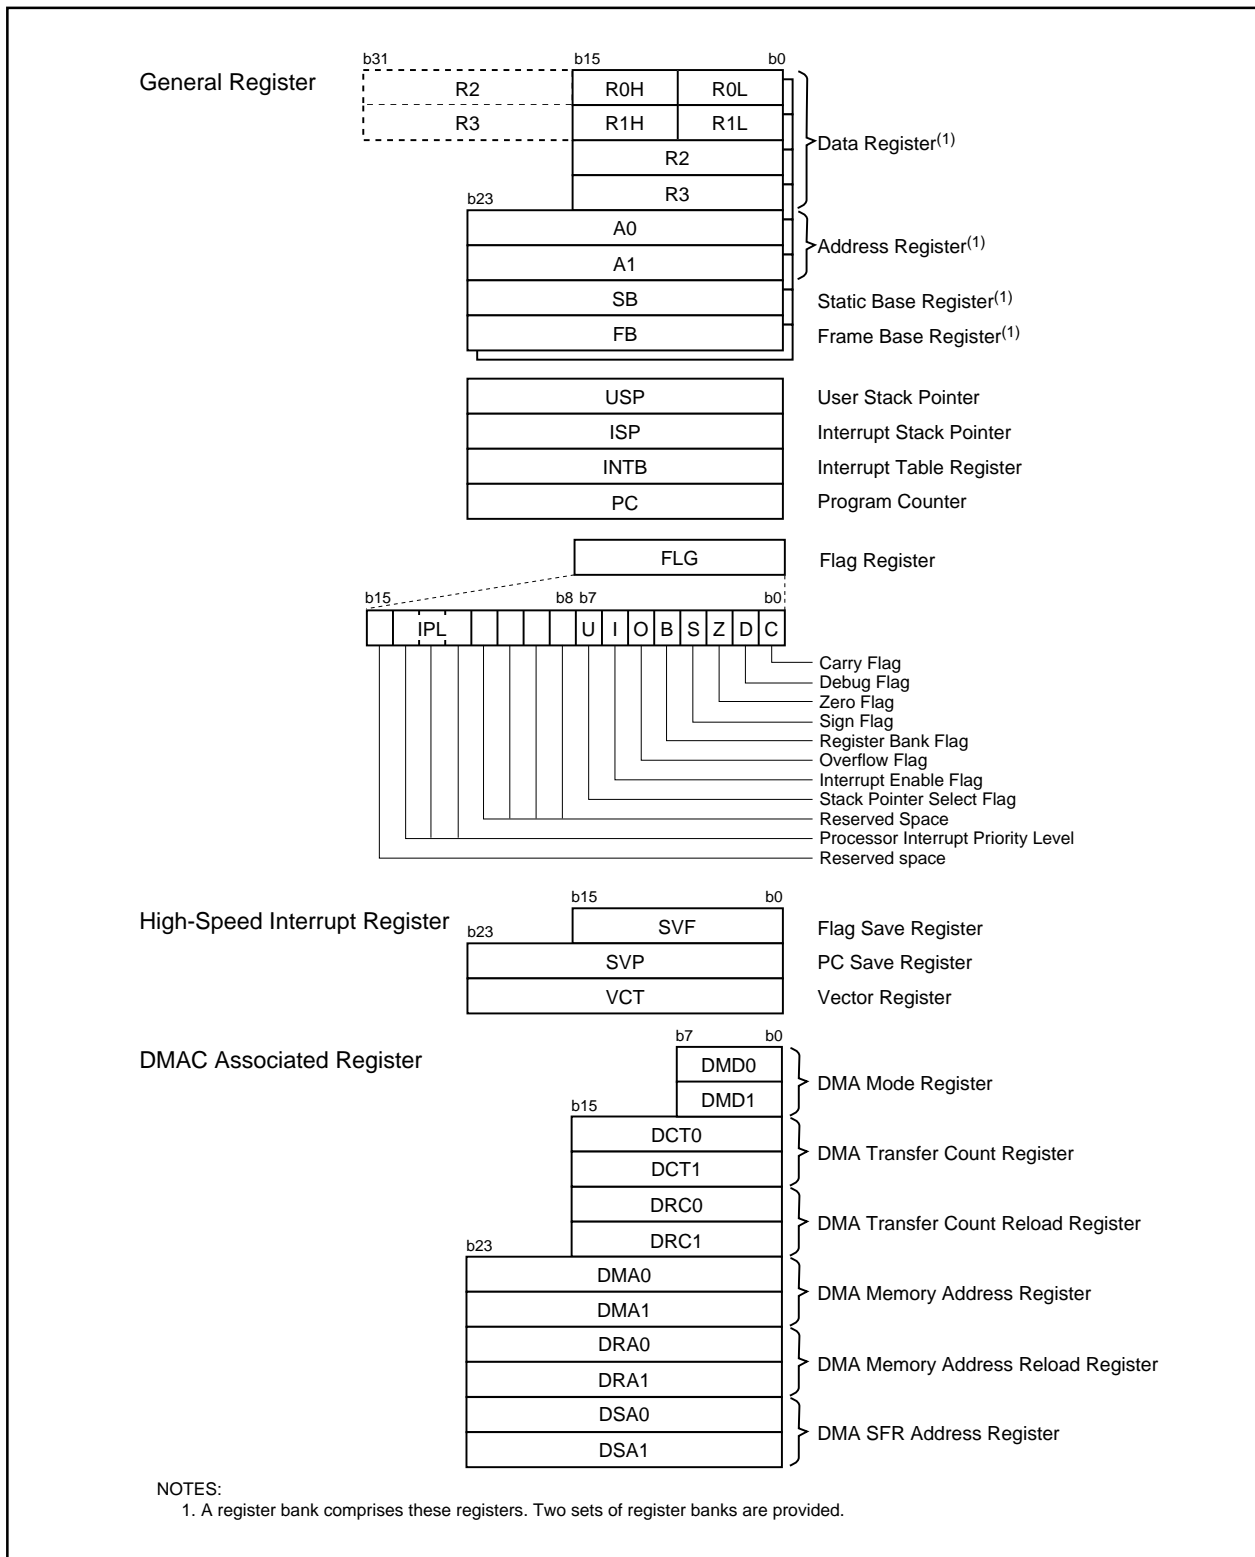 b31 b15 b0
General Register R2 R0H R0L
R3 R1H R1L
Data Register(1)
R2
b23 R3
A0
Address Register(1)
A1
SB Static Base Register(1)
FB Frame Base Register(1)
USP User Stack Pointer
ISP Interrupt Stack Pointer
INTB Interrupt Table Register
PC Program Counter
FLG Flag Register
b15 b8 b7 b0
IPL U I O B S Z D C
Carry Flag
Debug Flag
Zero Flag
Sign Flag
Register Bank Flag
Overflow Flag
Interrupt Enable Flag
Stack Pointer Select Flag
Reserved Space
Processor Interrupt Priority Level
Reserved space
b15 b0
High-Speed Interrupt Register b23 SVF Flag Save Register
SVP PC Save Register
VCT Vector Register
b7 b0
DMAC Associated Register DMD0
DMA Mode Register
b15 DMD1
DCT0
DMA Transfer Count Register
DCT1
DRC0
DMA Transfer Count Reload Register
b23 DRC1
DMA0
DMA Memory Address Register
DMA1
DRA0
DMA Memory Address Reload Register
DRA1
DSA0
DMA SFR Address Register
DSA1
NOTES:
1. A register bank comprises these registers. Two sets of register banks are provided.